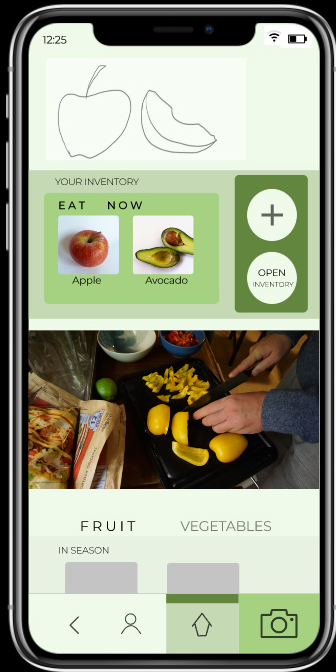 12:25
YOUR INVENTORY
EAT NOW
Apple
Avocado
OPEN
INVENTORY
FRUIT
VEGETABLES
IN SEASON